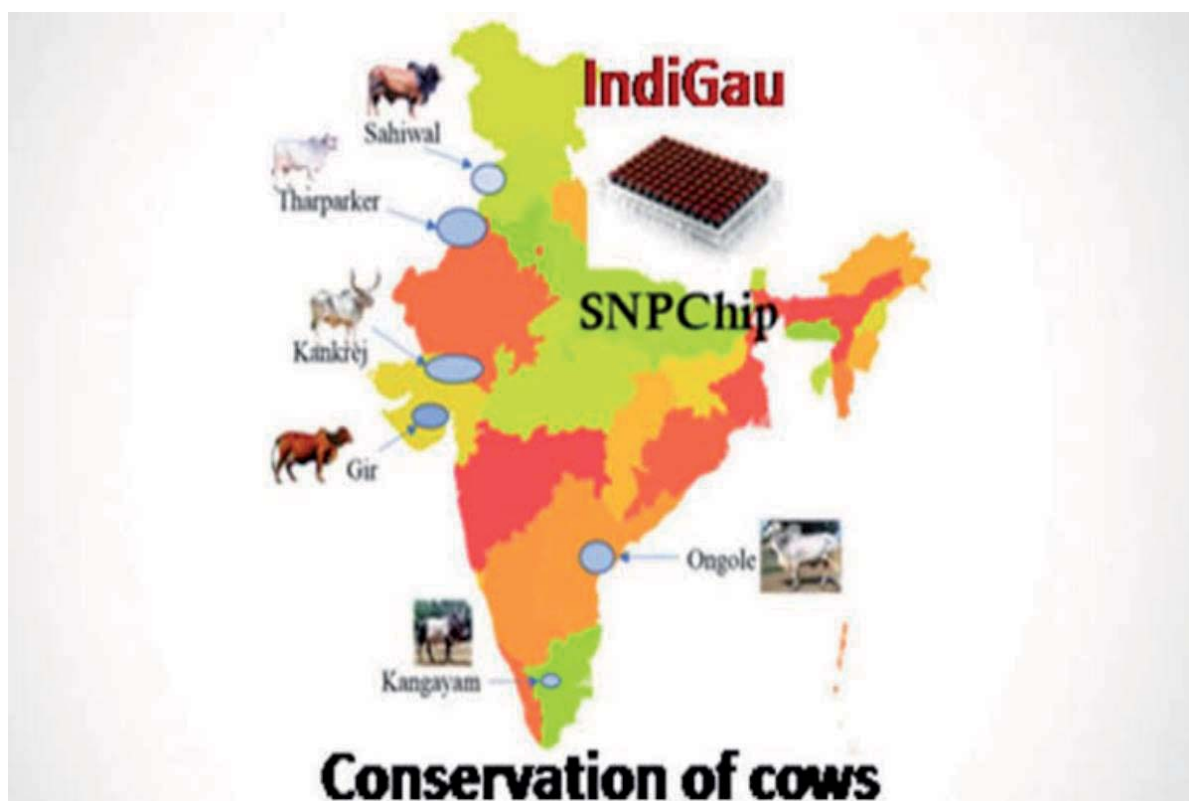 IndiGau
Sahiwal
Tharparker
SNPChip
Kankrej
Gir
Ongole
Kangayam
Conservation of cows